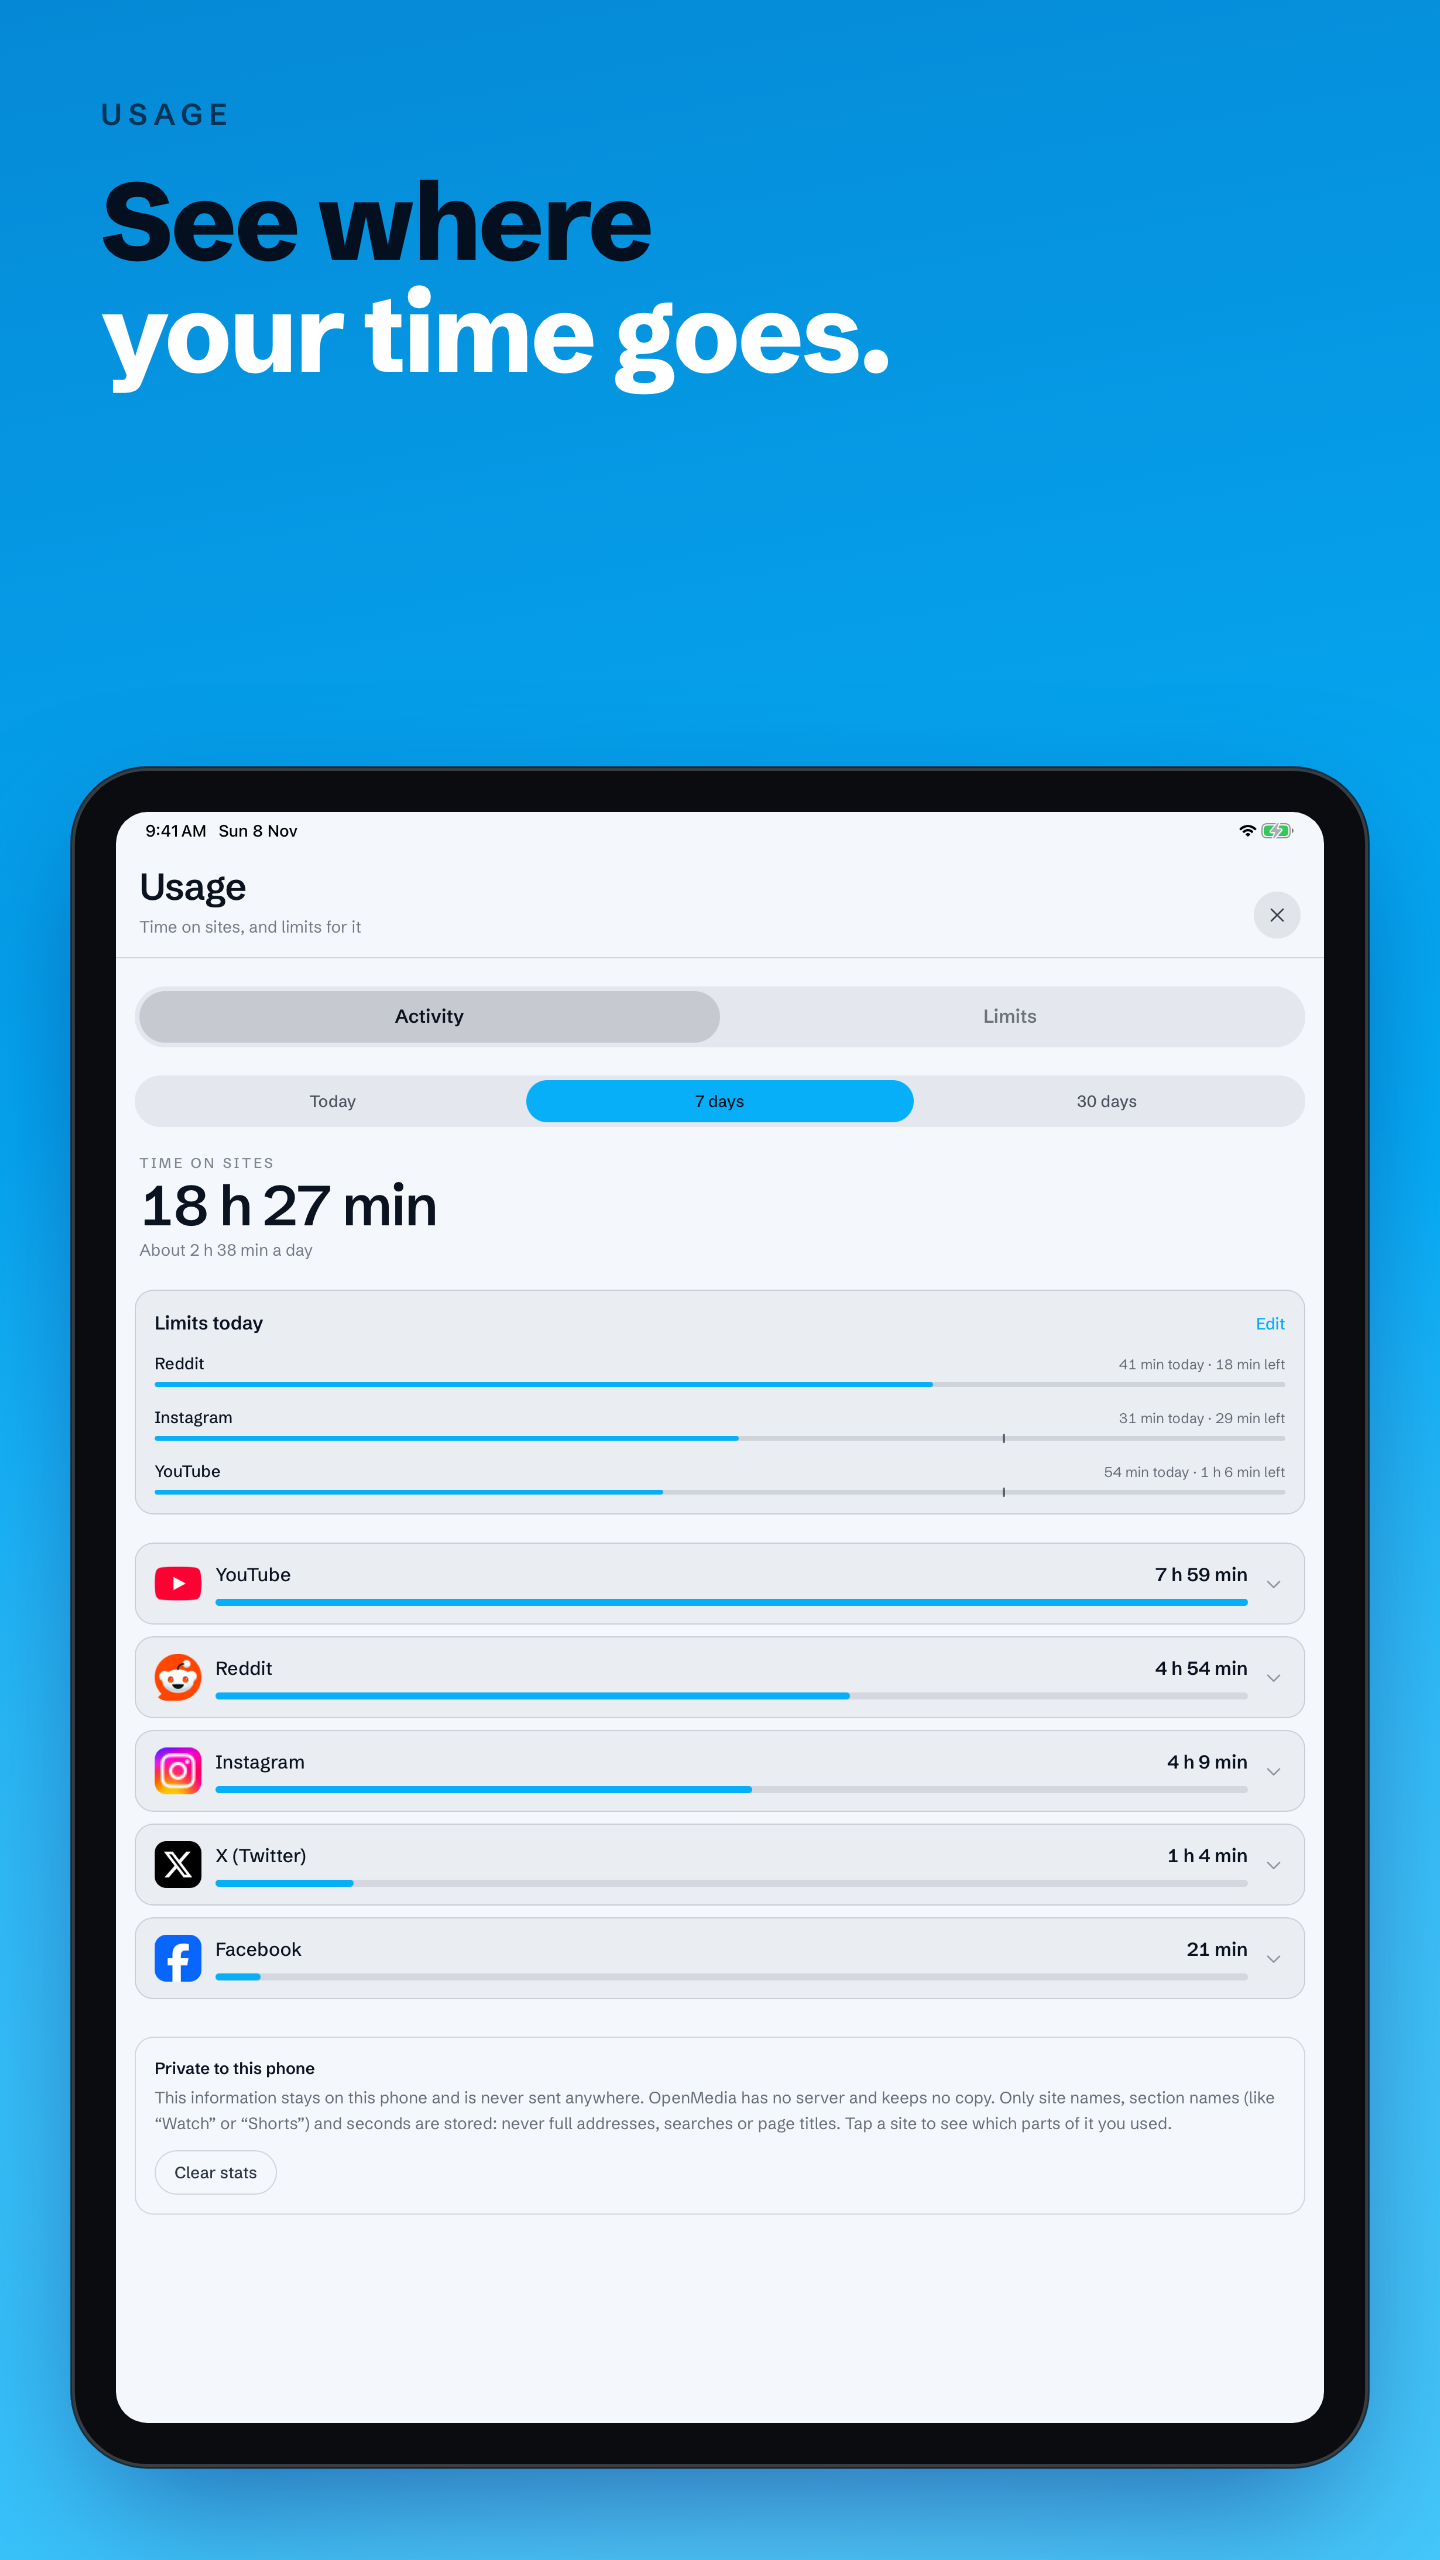 USAGE
See where
your time goes.
9:41 AM Sun 8 Nov
Usage
Time on sites, and limits for it
Activity
Limits
Today
7 days
30 days
TIME ON SITES
18 h 27 min
About 2 h 38 min a day
Limits today
Edit
Reddit
41 min today · 18 min left
Instagram
31 min today · 29 min left
YouTube
54 min today · 1 h 6 min left
YouTube
7 h 59 min
Reddit
4 h 54 min
Instagram
4 h 9 min
X (Twitter)
1 h 4 min
Facebook
21 min
Private to this phone
This information stays on this phone and is never sent anywhere. OpenMedia has no server and keeps no copy. Only site names, section names (like
“Watch” or “Shorts”) and seconds are stored: never full addresses, searches or page titles. Tap a site to see which parts of it you used.
Clear stats